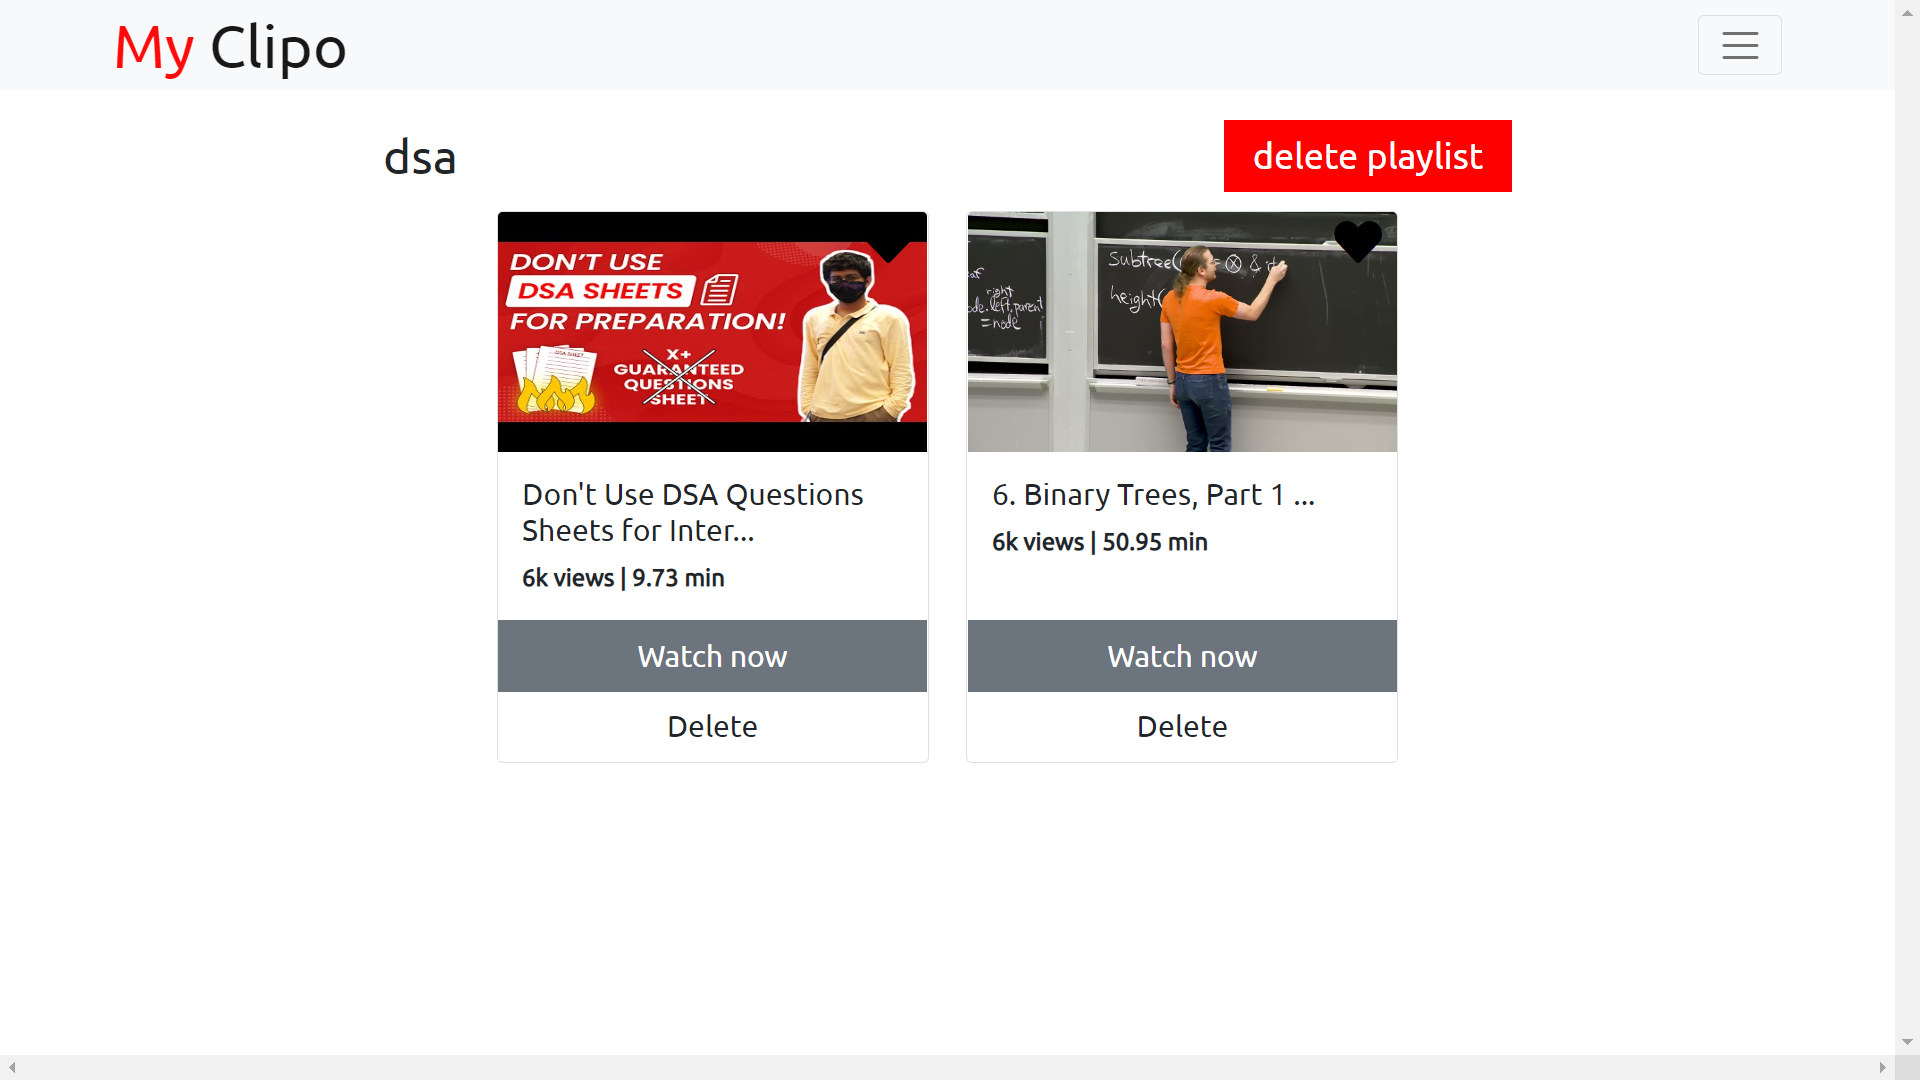 My Clipo
dsa
delete playlist
DON'T USE
DSA SHEETS
FOR PREPARATION!
DSA SHEET
X+
GUARANTEED
QUESTIONS
SHEET
Subtree( = ⊗ &
height(
right
node.left.parent
=node
Don't Use DSA Questions
Sheets for Inter...
6k views | 9.73 min
Watch now
Delete
6. Binary Trees, Part 1 ...
6k views | 50.95 min
Watch now
Delete